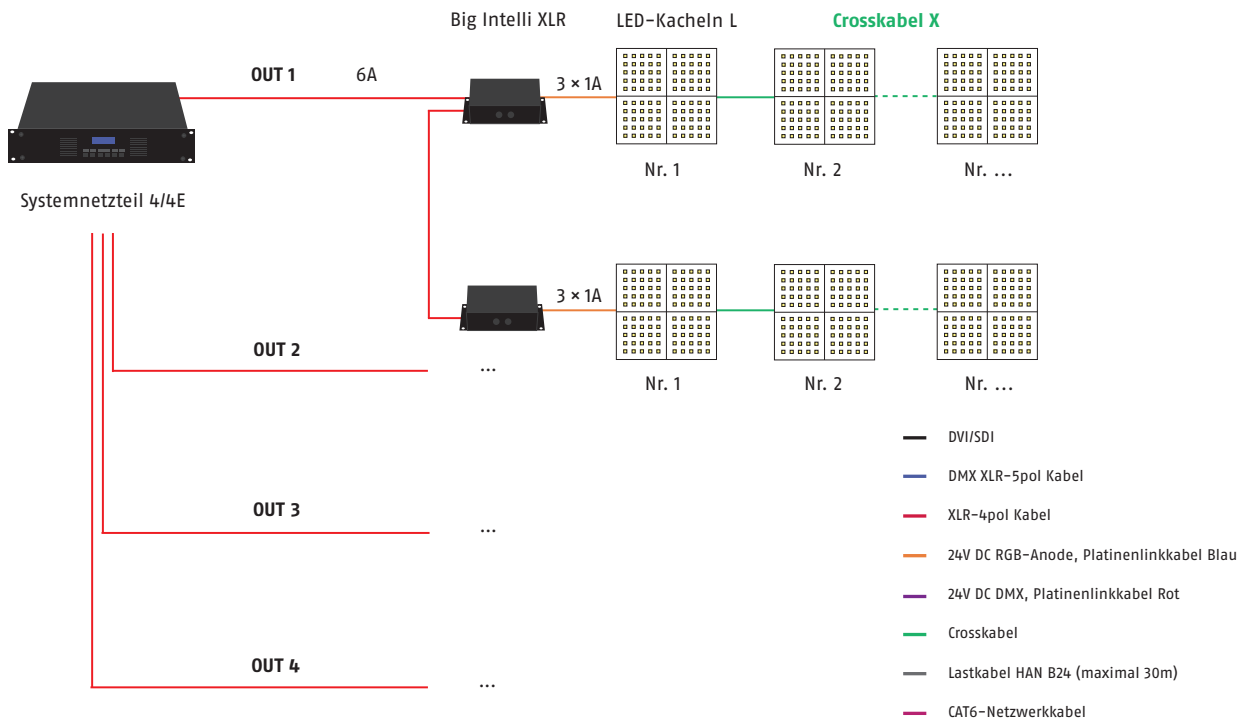 Big Intelli XLR
LED-Kacheln L
Crosskabel X
OUT 1
6A
3 × 1A
Nr. 1
Nr. 2
Nr. ...
Systemnetzteil 4/4E
3 × 1A
OUT 2
...
Nr. 1
Nr. 2
Nr. ...
DVI/SDI
DMX XLR-5pol Kabel
OUT 3
...
XLR-4pol Kabel
24V DC RGB-Anode, Platinenlinkkabel Blau
24V DC DMX, Platinenlinkkabel Rot
Crosskabel
OUT 4
...
Lastkabel HAN B24 (maximal 30m)
CAT6-Netzwerkkabel